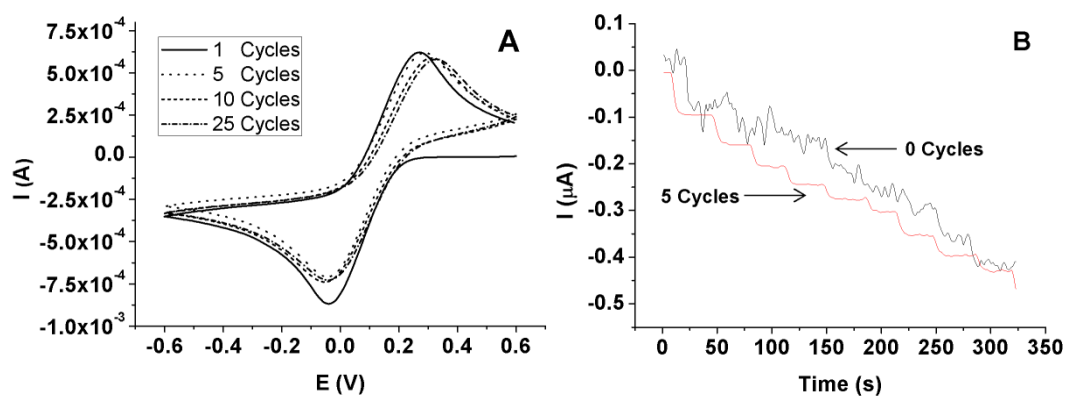 A
1 Cycles
5 Cycles
10 Cycles
25 Cycles
7.5x10⁻⁴
5.0x10⁻⁴
2.5x10⁻⁴
0.0
-2.5x10⁻⁴
-5.0x10⁻⁴
-7.5x10⁻⁴
-1.0x10⁻³
I (A)
-0.6 -0.4 -0.2 0.0 0.2 0.4 0.6
E (V)
B
0 Cycles
5 Cycles
0.1
0.0
-0.1
-0.2
-0.3
-0.4
-0.5
I (µA)
0 50 100 150 200 250 300 350
Time (s)